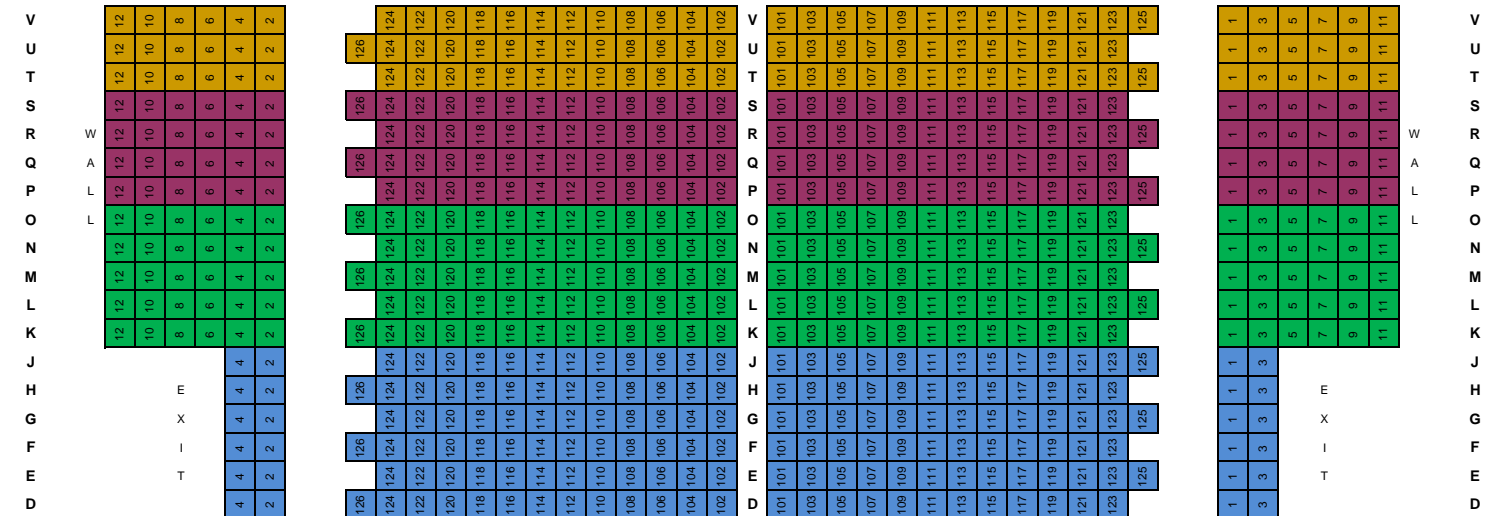 V 12 10 8 6 4 2 124 122 120 118 116 114 112 110 108 106 104 102 V 101 103 105 107 109 111 113 115 117 119 121 123 125 1 3 5 7 9 11 V
U 12 10 8 6 4 2 126 124 122 120 118 116 114 112 110 108 106 104 102 U 101 103 105 107 109 111 113 115 117 119 121 123 1 3 5 7 9 11 U
T 12 10 8 6 4 2 124 122 120 118 116 114 112 110 108 106 104 102 T 101 103 105 107 109 111 113 115 117 119 121 123 125 1 3 5 7 9 11 T
S 12 10 8 6 4 2 126 124 122 120 118 116 114 112 110 108 106 104 102 S 101 103 105 107 109 111 113 115 117 119 121 123 1 3 5 7 9 11 S
R W 12 10 8 6 4 2 124 122 120 118 116 114 112 110 108 106 104 102 R 101 103 105 107 109 111 113 115 117 119 121 123 125 1 3 5 7 9 11 W R
Q A 12 10 8 6 4 2 126 124 122 120 118 116 114 112 110 108 106 104 102 Q 101 103 105 107 109 111 113 115 117 119 121 123 1 3 5 7 9 11 A Q
P L 12 10 8 6 4 2 124 122 120 118 116 114 112 110 108 106 104 102 P 101 103 105 107 109 111 113 115 117 119 121 123 125 1 3 5 7 9 11 L P
O L 12 10 8 6 4 2 126 124 122 120 118 116 114 112 110 108 106 104 102 O 101 103 105 107 109 111 113 115 117 119 121 123 1 3 5 7 9 11 L O
N 12 10 8 6 4 2 124 122 120 118 116 114 112 110 108 106 104 102 N 101 103 105 107 109 111 113 115 117 119 121 123 125 1 3 5 7 9 11 N
M 12 10 8 6 4 2 126 124 122 120 118 116 114 112 110 108 106 104 102 M 101 103 105 107 109 111 113 115 117 119 121 123 1 3 5 7 9 11 M
L 12 10 8 6 4 2 124 122 120 118 116 114 112 110 108 106 104 102 L 101 103 105 107 109 111 113 115 117 119 121 123 125 1 3 5 7 9 11 L
K 12 10 8 6 4 2 126 124 122 120 118 116 114 112 110 108 106 104 102 K 101 103 105 107 109 111 113 115 117 119 121 123 1 3 5 7 9 11 K
J 4 2 124 122 120 118 116 114 112 110 108 106 104 102 J 101 103 105 107 109 111 113 115 117 119 121 123 125 1 3 J
H E 4 2 126 124 122 120 118 116 114 112 110 108 106 104 102 H 101 103 105 107 109 111 113 115 117 119 121 123 1 3 E H
G X 4 2 124 122 120 118 116 114 112 110 108 106 104 102 G 101 103 105 107 109 111 113 115 117 119 121 123 125 1 3 X G
F I 4 2 126 124 122 120 118 116 114 112 110 108 106 104 102 F 101 103 105 107 109 111 113 115 117 119 121 123 1 3 I F
E T 4 2 124 122 120 118 116 114 112 110 108 106 104 102 E 101 103 105 107 109 111 113 115 117 119 121 123 125 1 3 T E
D 4 2 126 124 122 120 118 116 114 112 110 108 106 104 102 D 101 103 105 107 109 111 113 115 117 119 121 123 1 3 D